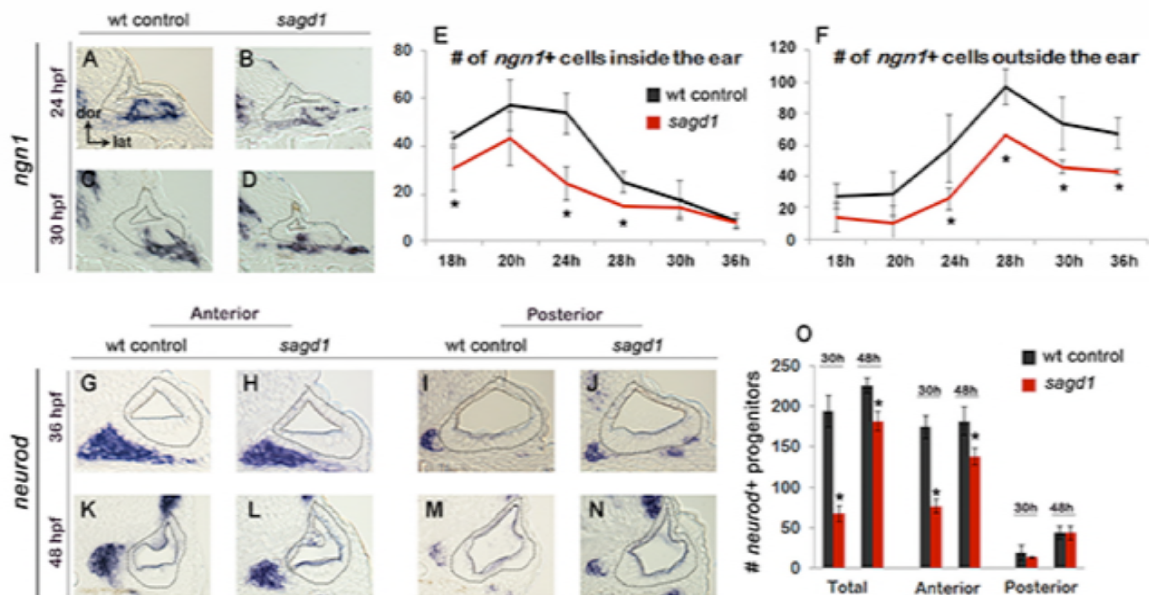 wt control sagd1
ngn1
24 hpf
30 hpf
A
dor
lat
B
C
D
E
# of ngn1+ cells inside the ear
80
60
40
20
0
wt control
sagd1
*
*
*
18h 20h 24h 28h 30h 36h
F
# of ngn1+ cells outside the ear
120
100
80
60
40
20
0
*
*
*
*
18h 20h 24h 28h 30h 36h
Anterior Posterior
wt control sagd1 wt control sagd1
neurod
36 hpf
48 hpf
G
H
I
J
K
L
M
N
O
# neurod+ progenitors
250
200
150
100
50
0
wt control
sagd1
30h 48h
30h 48h
30h 48h
*
*
*
*
Total Anterior Posterior